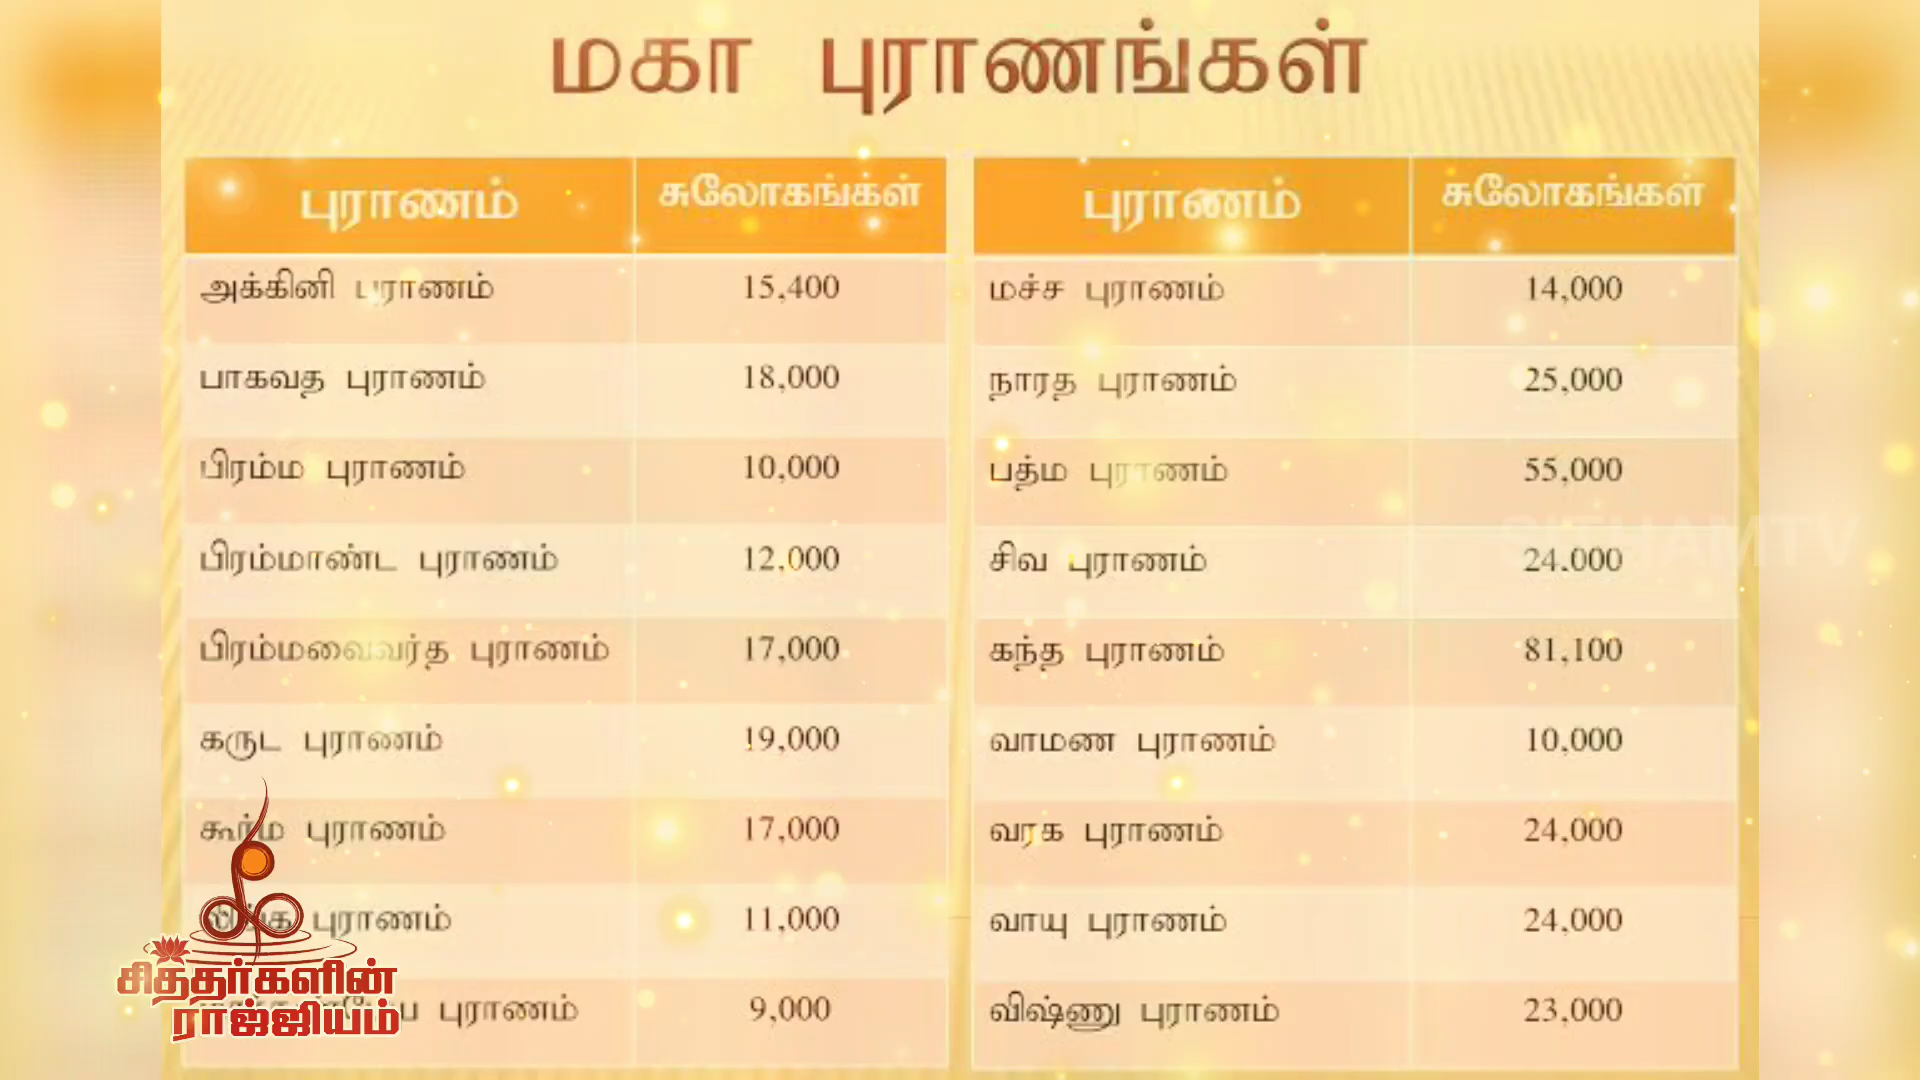 மகா புராணங்கள்
புராணம் சுலோகங்கள்
அக்கினி புராணம் 15,400
பாகவத புராணம் 18,000
பிரம்ம புராணம் 10,000
பிரம்மாண்ட புராணம் 12,000
பிரம்மவைவர்த புராணம் 17,000
கருட புராணம் 19,000
கூர்ம புராணம் 17,000
லிங்க புராணம் 11,000
புராணம் 9,000
புராணம் சுலோகங்கள்
மச்ச புராணம் 14,000
நாரத புராணம் 25,000
பத்ம புராணம் 55,000
சிவ புராணம் 24,000
கந்த புராணம் 81,100
வாமண புராணம் 10,000
வரக புராணம் 24,000
வாயு புராணம் 24,000
விஷ்ணு புராணம் 23,000
சித்தர்களின்
ராஜ்ஜியம்
SITHAMTV